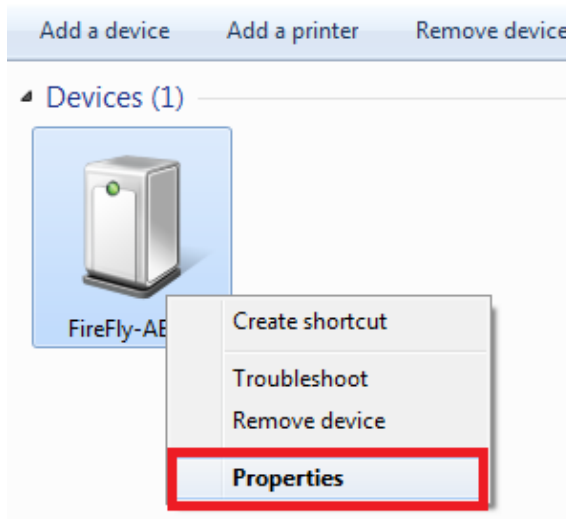 Add a device Add a printer Remove device
Devices (1)
FireFly-AB
Create shortcut
Troubleshoot
Remove device
Properties